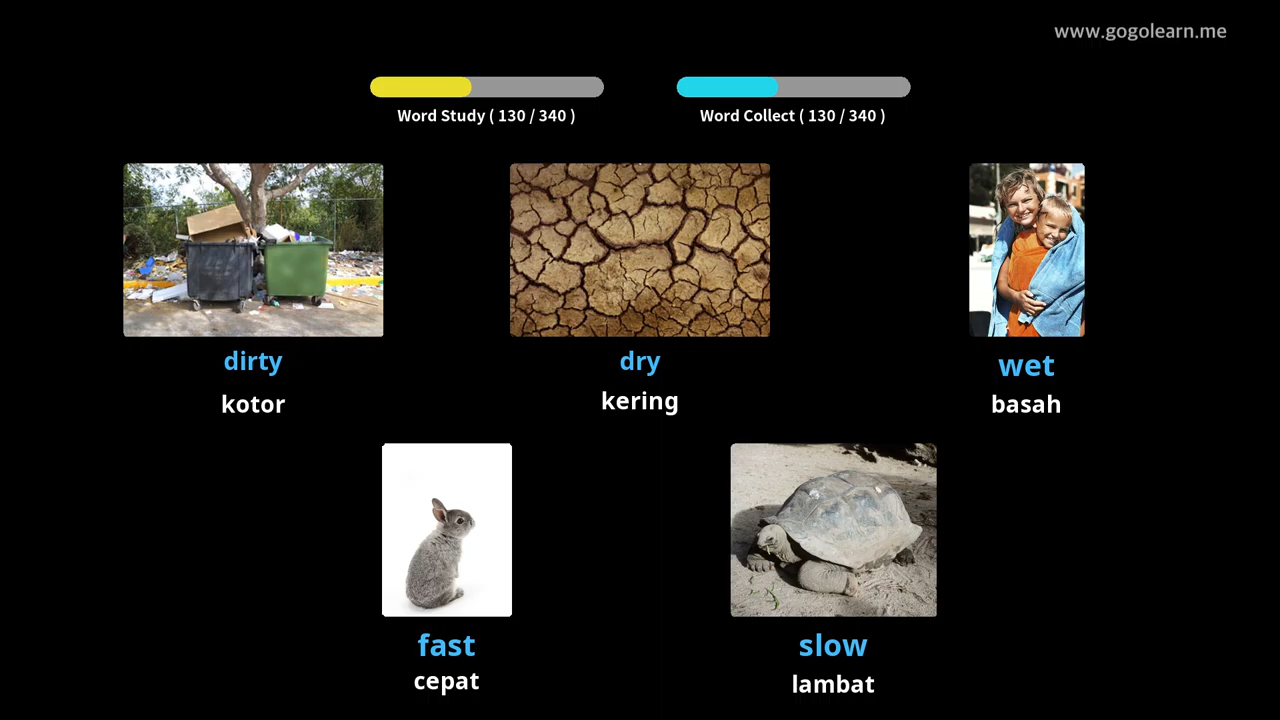 www.gogolearn.me
Word Study ( 130 / 340 )
Word Collect ( 130 / 340 )
dirty
kotor
dry
kering
wet
basah
fast
cepat
slow
lambat